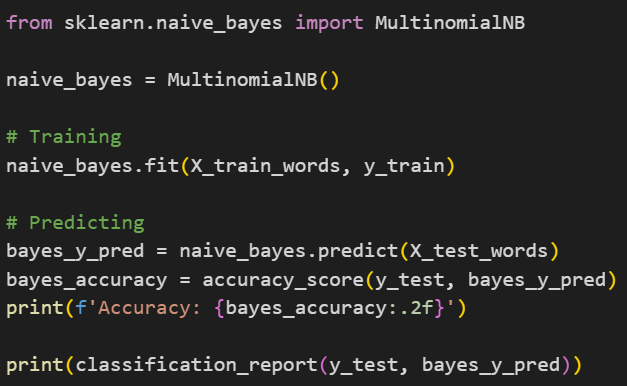 from sklearn.naive_bayes import MultinomialNB
naive_bayes = MultinomialNB()
# Training
naive_bayes.fit(X_train_words, y_train)
# Predicting
bayes_y_pred = naive_bayes.predict(X_test_words)
bayes_accuracy = accuracy_score(y_test, bayes_y_pred)
print(f'Accuracy: {bayes_accuracy:.2f}')
print(classification_report(y_test, bayes_y_pred))